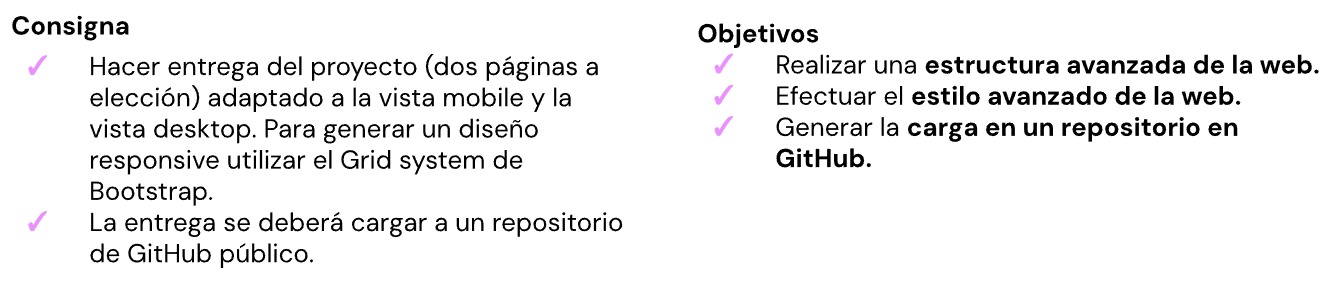 Consigna
✓ Hacer entrega del proyecto (dos páginas a
elección) adaptado a la vista mobile y la
vista desktop. Para generar un diseño
responsive utilizar el Grid system de
Bootstrap.
✓ La entrega se deberá cargar a un repositorio
de GitHub público.
Objetivos
✓ Realizar una estructura avanzada de la web.
✓ Efectuar el estilo avanzado de la web.
✓ Generar la carga en un repositorio en
GitHub.